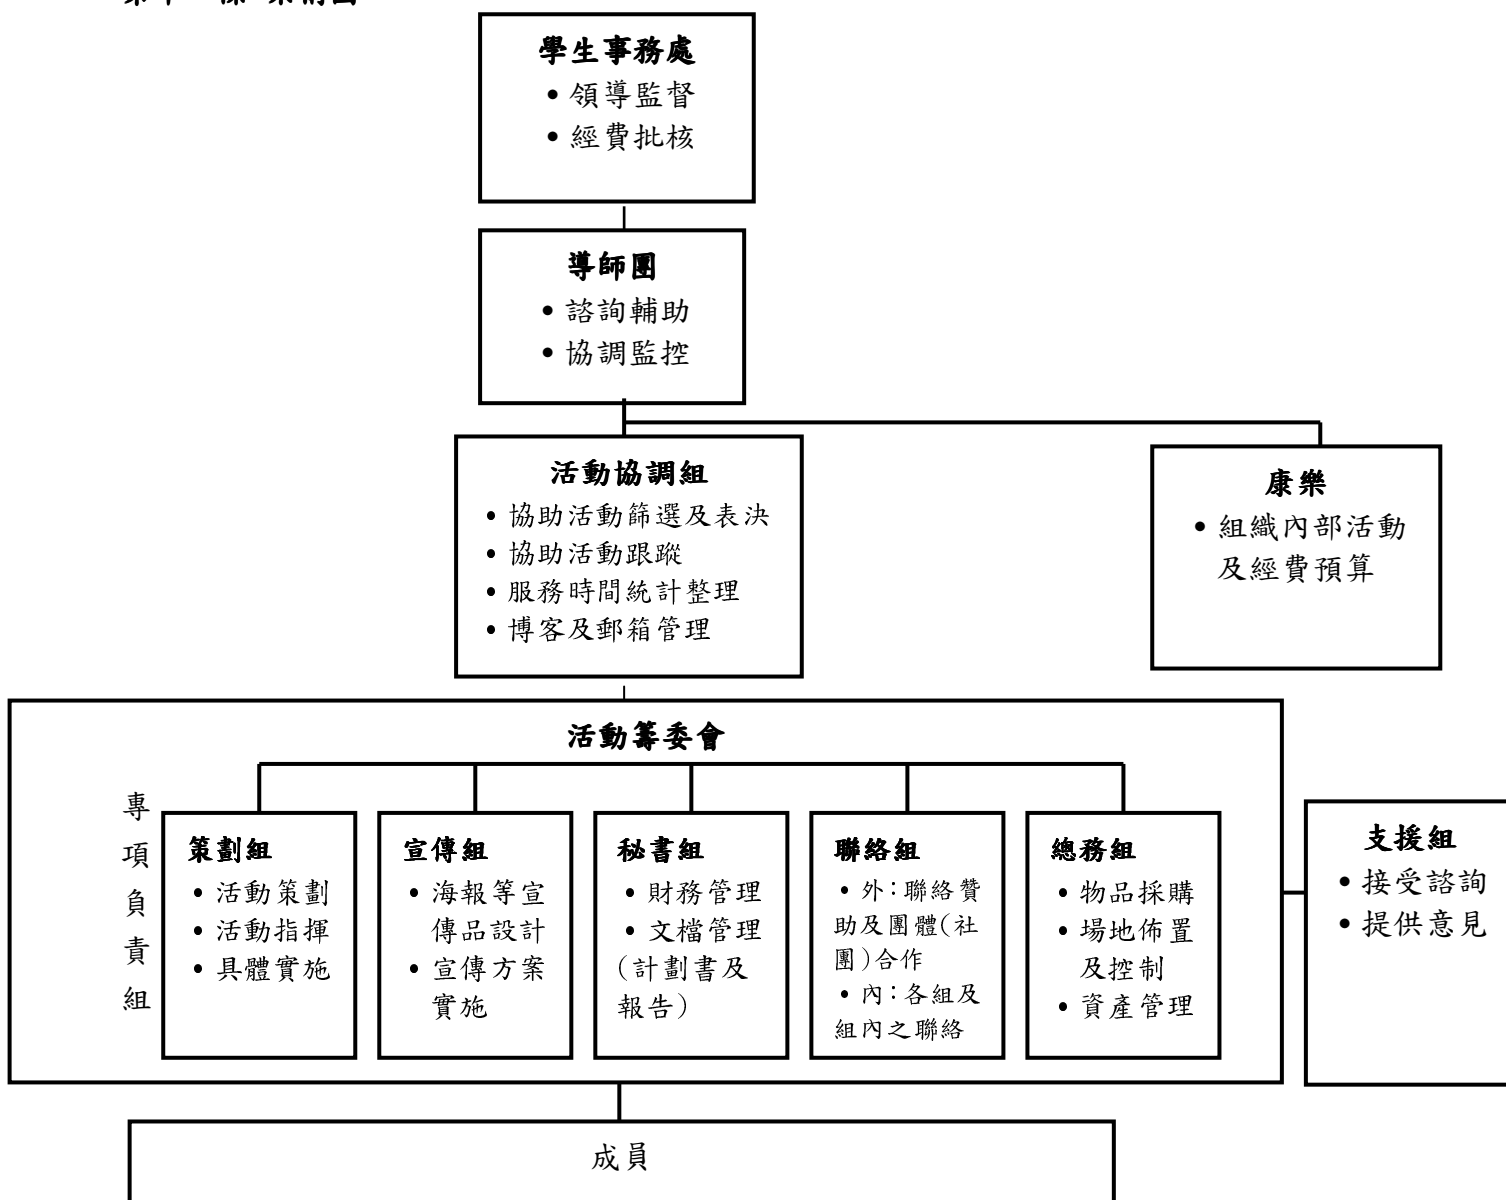 學生事務處
• 領導監督
• 經費批核
導師團
• 諮詢輔助
• 協調監控
活動協調組
• 協助活動篩選及表決
• 協助活動跟蹤
• 服務時間統計整理
• 博客及郵箱管理
康樂
• 組織內部活動
及經費預算
活動籌委會
專
項
負
責
組
策劃組
• 活動策劃
• 活動指揮
• 具體實施
宣傳組
• 海報等宣
傳品設計
• 宣傳方案
實施
秘書組
• 財務管理
• 文檔管理
(計劃書及
報告)
聯絡組
• 外:聯絡贊
助及團體(社
團)合作
• 內:各組及
組內之聯絡
總務組
• 物品採購
• 場地佈置
及控制
• 資產管理
支援組
• 接受諮詢
• 提供意見
成員